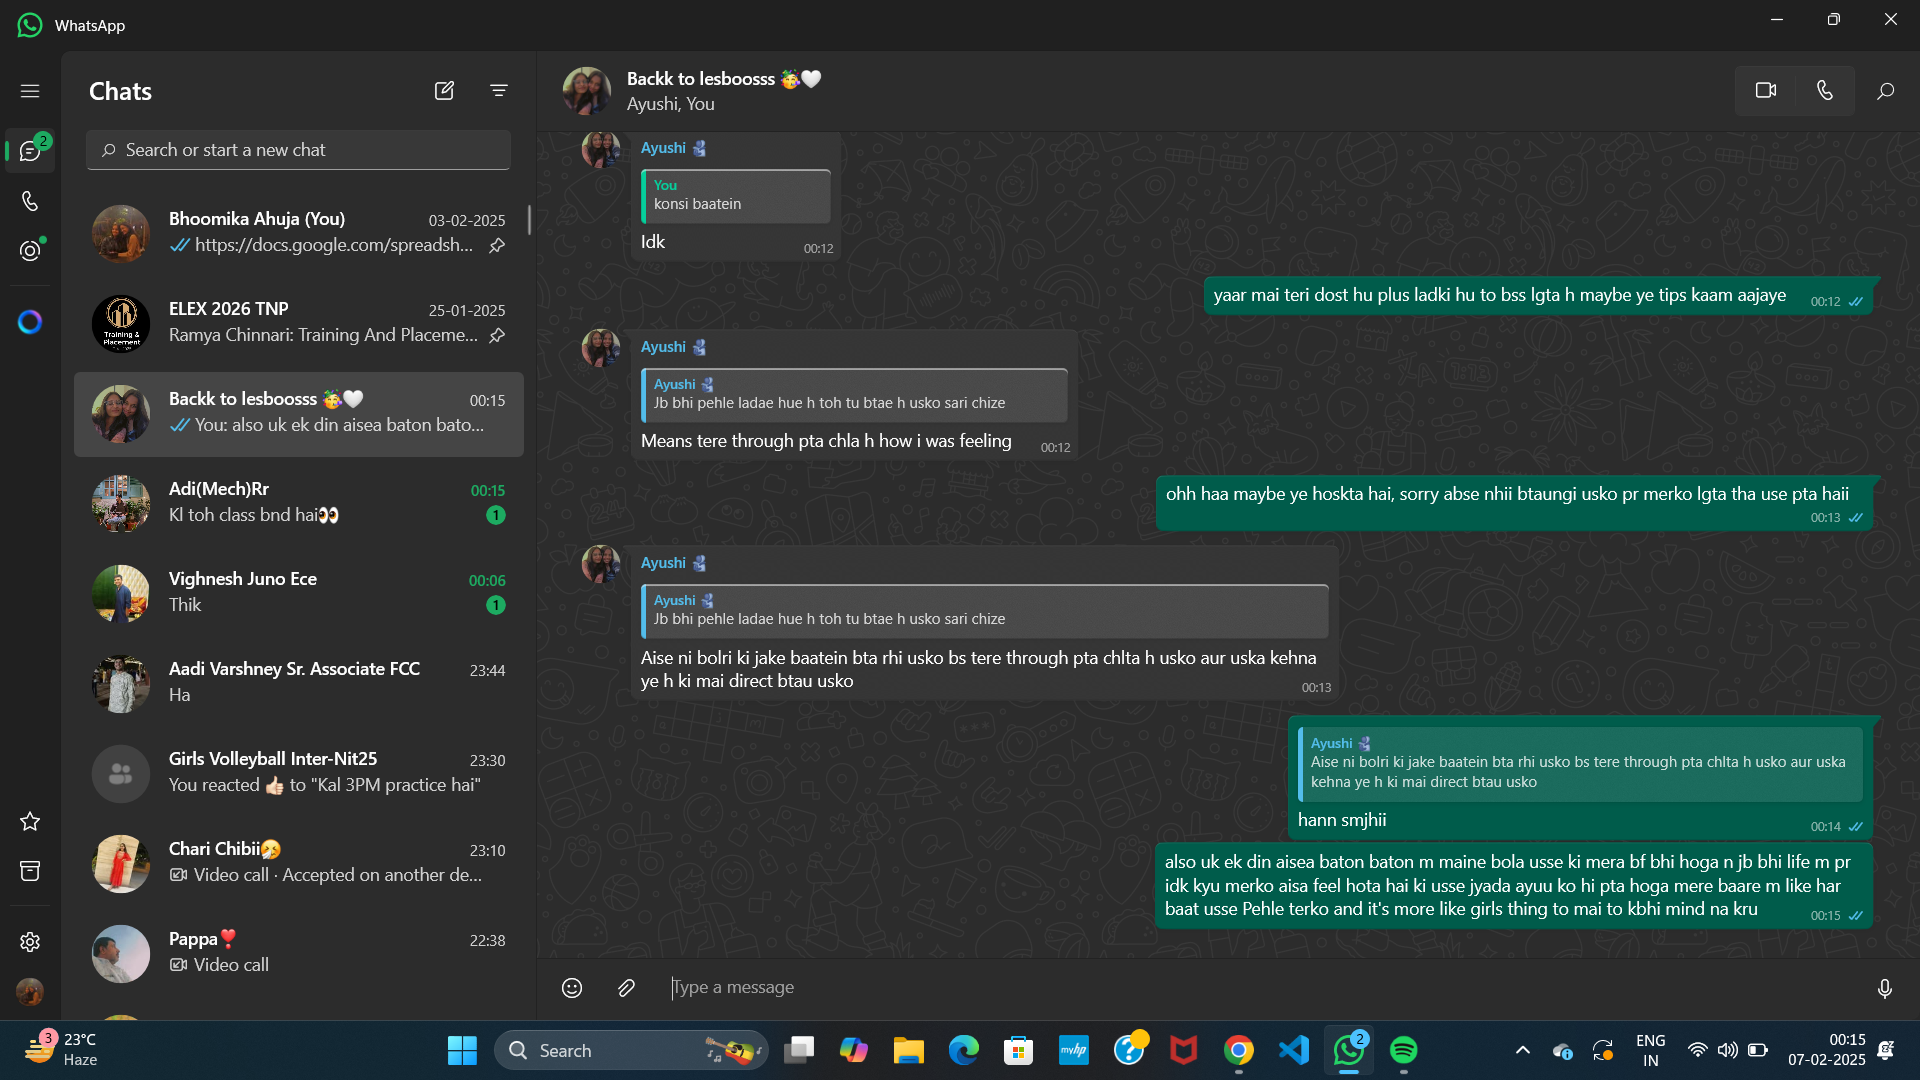 WhatsApp
Chats
2
Search or start a new chat
Bhoomika Ahuja (You)
03-02-2025
https://docs.google.com/spreadsh...
ELEX 2026 TNP
25-01-2025
Ramya Chinnari: Training And Placeme...
Training &
Placement
Backk to lesboosss 🥳🤍
00:15
You: also uk ek din aisea baton bato...
Adi(Mech)Rr
00:15
Kl toh class bnd hai👀
1
Vighnesh Juno Ece
00:06
Thik
1
Aadi Varshney Sr. Associate FCC
23:44
Ha
Girls Volleyball Inter-Nit25
23:30
You reacted 👍🏻 to "Kal 3PM practice hai"
Chari Chibii🤧
23:10
Video call · Accepted on another de...
Pappa❣️
22:38
Video call
Backk to lesboosss 🥳🤍
Ayushi, You
Ayushi 🫂
You
konsi baatein
Idk
00:12
yaar mai teri dost hu plus ladki hu to bss lgta h maybe ye tips kaam aajaye
00:12
Ayushi 🫂
Ayushi 🫂
Jb bhi pehle ladae hue h toh tu btae h usko sari chize
Means tere through pta chla h how i was feeling
00:12
ohh haa maybe ye hoskta hai, sorry abse nhii btaungi usko pr merko lgta tha use pta haii
00:13
Ayushi 🫂
Ayushi 🫂
Jb bhi pehle ladae hue h toh tu btae h usko sari chize
Aise ni bolri ki jake baatein bta rhi usko bs tere through pta chlta h usko aur uska kehna
ye h ki mai direct btau usko
00:13
Ayushi 🫂
Aise ni bolri ki jake baatein bta rhi usko bs tere through pta chlta h usko aur uska
kehna ye h ki mai direct btau usko
hann smjhii
00:14
also uk ek din aisea baton baton m maine bola usse ki mera bf bhi hoga n jb bhi life m pr
idk kyu merko aisa feel hota hai ki usse jyada ayuu ko hi pta hoga mere baare m like har
baat usse Pehle terko and it's more like girls thing to mai to kbhi mind na kru
00:15
Type a message
3
23°C
Haze
Search
myhp
2
ENG
IN
00:15
07-02-2025